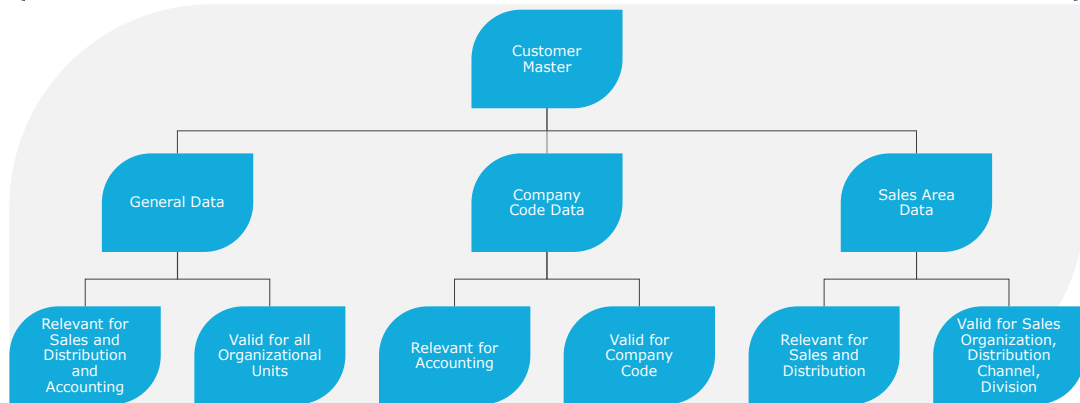 Customer
Master
General Data
Company
Code Data
Sales Area
Data
Relevant for
Sales and
Distribution
and
Accounting
Valid for all
Organizational
Units
Relevant for
Accounting
Valid for
Company
Code
Relevant for
Sales and
Distribution
Valid for Sales
Organization,
Distribution
Channel,
Division